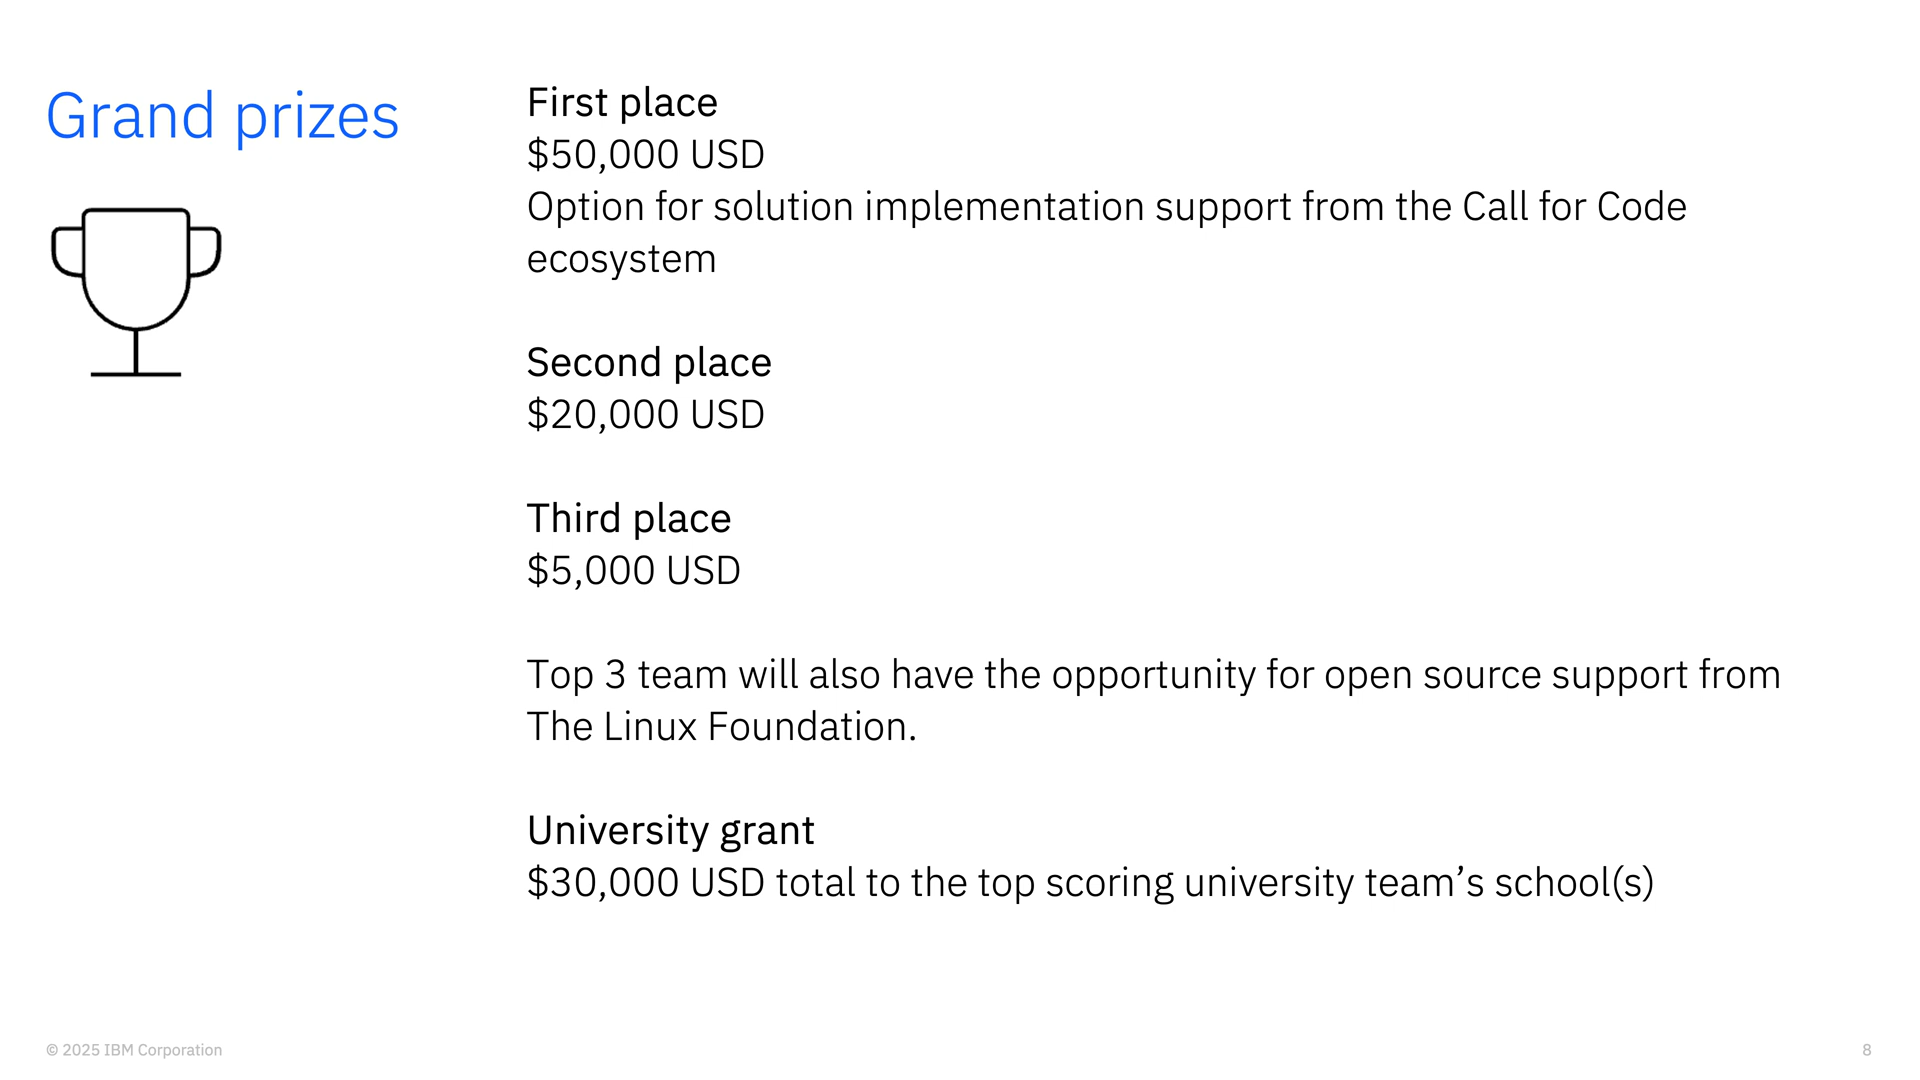 Grand prizes
First place
$50,000 USD
Option for solution implementation support from the Call for Code
ecosystem
Second place
$20,000 USD
Third place
$5,000 USD
Top 3 team will also have the opportunity for open source support from
The Linux Foundation.
University grant
$30,000 USD total to the top scoring university team’s school(s)
© 2025 IBM Corporation
8